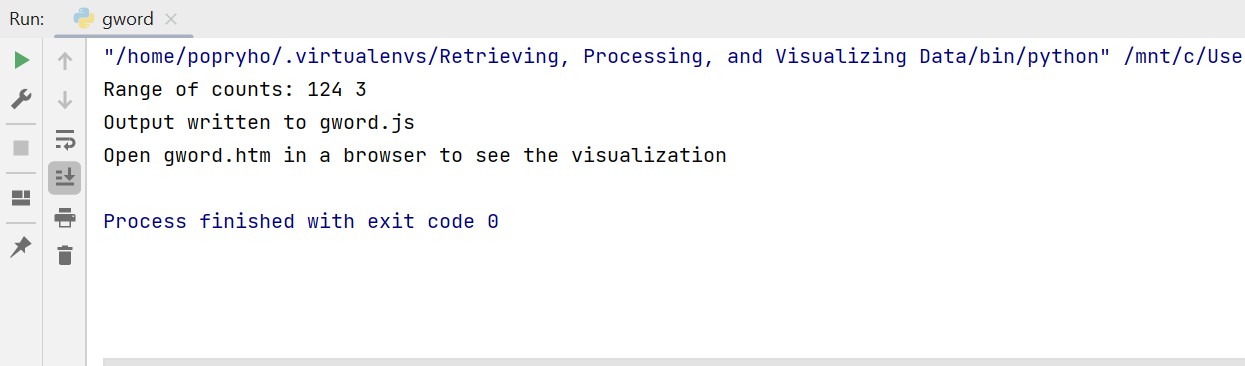 Run: gword
"/home/popryho/.virtualenvs/Retrieving, Processing, and Visualizing Data/bin/python" /mnt/c/Use
Range of counts: 124 3
Output written to gword.js
Open gword.htm in a browser to see the visualization
Process finished with exit code 0